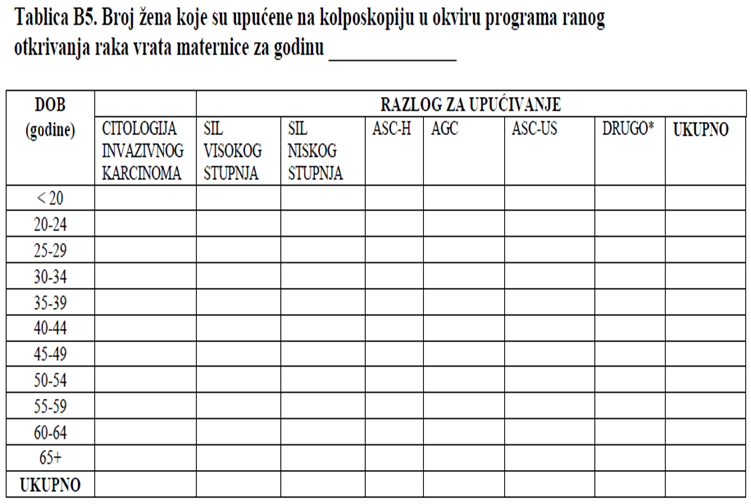 Tablica B5. Broj žena koje su upućene na kolposkopiju u okviru programa ranog
otkrivanja raka vrata maternice za godinu _____________
DOB
(godine)
RAZLOG ZA UPUĆIVANJE
CITOLOGIJA
INVAZIVNOG
KARCINOMA
SIL
VISOKOG
STUPNJA
SIL
NISKOG
STUPNJA
ASC-H
AGC
ASC-US
DRUGO*
UKUPNO
< 20
20-24
25-29
30-34
35-39
40-44
45-49
50-54
55-59
60-64
65+
UKUPNO